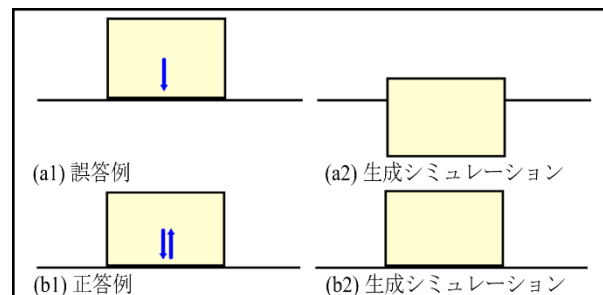 (a1) 誤答例
(a2) 生成シミュレーション
(b1) 正答例
(b2) 生成シミュレーション